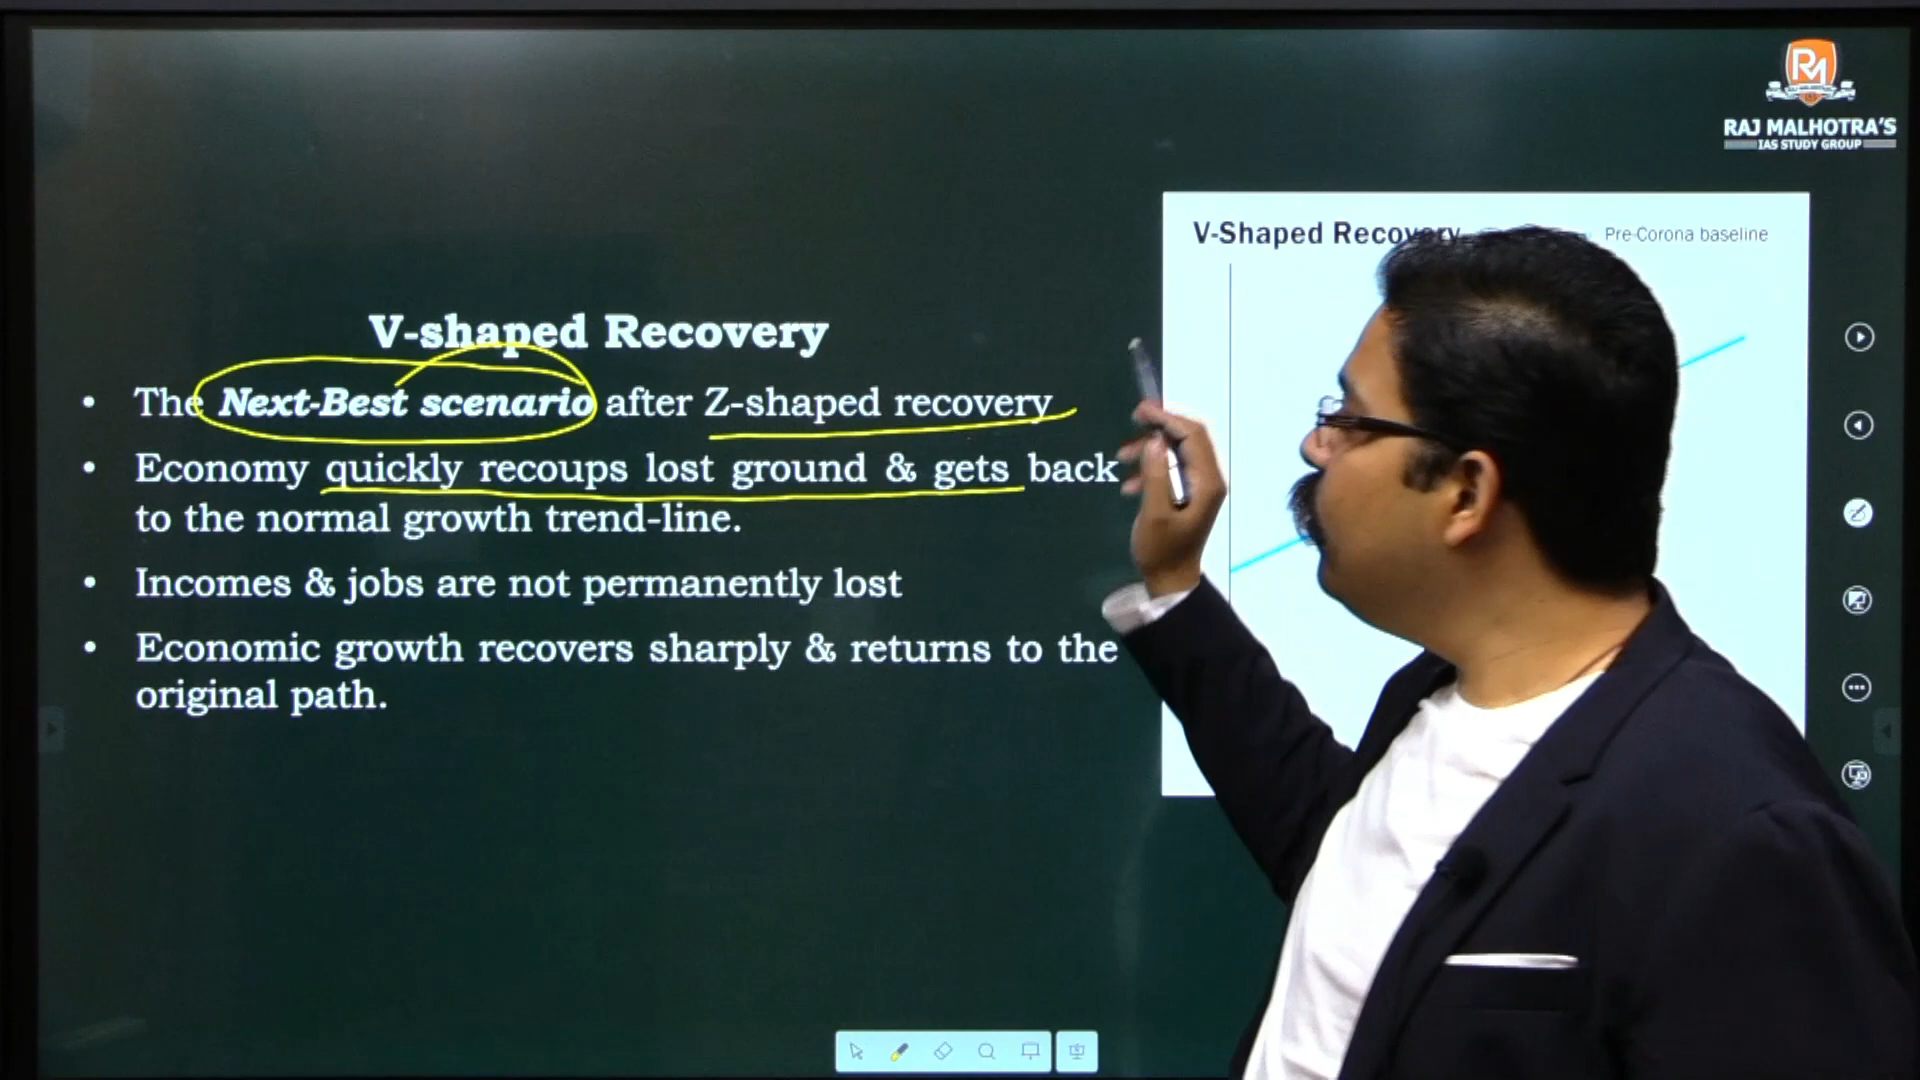 RM
RAJ MALHOTRA'S
IAS STUDY GROUP
V-shaped Recovery
• The Next-Best scenario after Z-shaped recovery
• Economy quickly recoups lost ground & gets back
to the normal growth trend-line.
• Incomes & jobs are not permanently lost
• Economic growth recovers sharply & returns to the
original path.
V-Shaped Recovery
Pre-Corona baseline